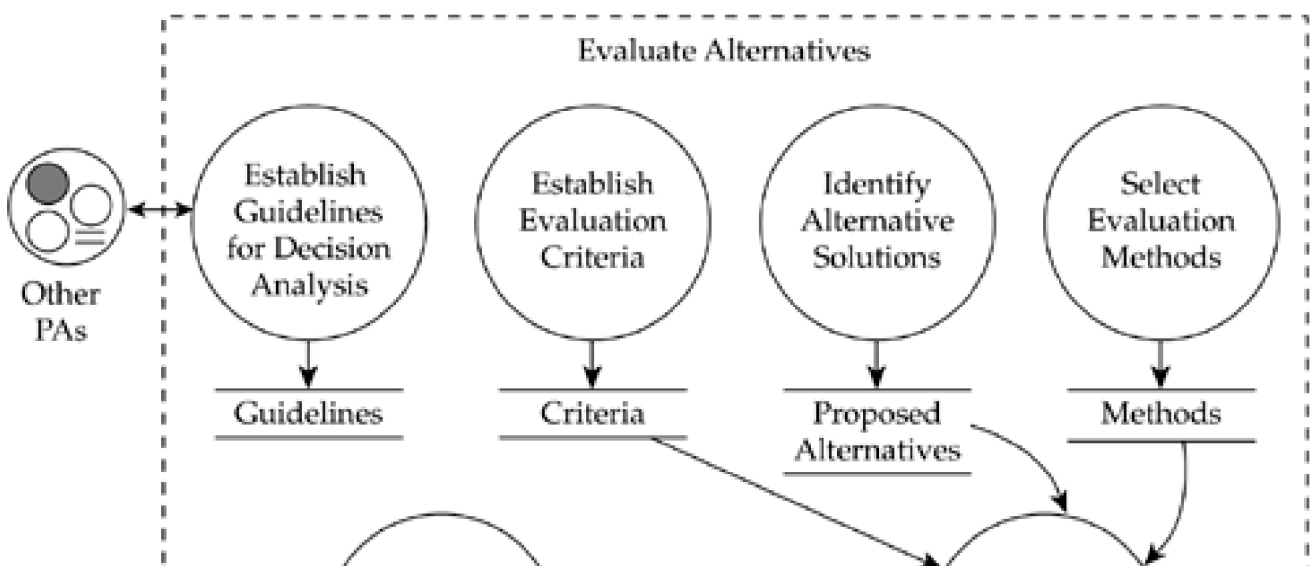 Evaluate Alternatives
Establish
Guidelines
for Decision
Analysis
Establish
Evaluation
Criteria
Identify
Alternative
Solutions
Select
Evaluation
Methods
Other
PAs
Guidelines
Criteria
Proposed
Alternatives
Methods